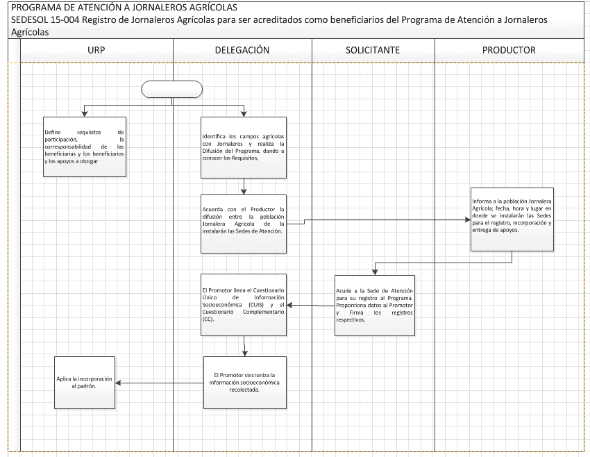 PROGRAMA DE ATENCIÓN A JORNALEROS AGRÍCOLAS
SEDESOL 15-004 Registro de Jornaleros Agrícolas para ser acreditados como beneficiarios del Programa de Atención a Jornaleros
Agrícolas
URP
DELEGACIÓN
SOLICITANTE
PRODUCTOR
Define requisitos de
participación, la
corresponsabilidad de las
beneficiarias y los beneficiarios
y los apoyos a otorgar
Identifica los campos agrícolas
con Jornaleros y realiza la
Difusión del Programa, dando a
conocer los Requisitos.
Acuerda con el Productor la
difusión entre la población
Jornalera Agrícola de la
instalarán las Sedes de Atención.
Informa a la población Jornalera
Agrícola; fecha, hora y lugar en
donde se instalarán las Sedes
para el registro, incorporación y
entrega de apoyos.
Acude a la Sede de Atención
para su registro al Programa.
Proporciona datos al Promotor
y Firma los registros
respectivos.
El Promotor lleva el Cuestionario
Único de Información
Socioeconómica (CUIS) y el
Cuestionario Complementario
(CC).
El Promotor sincroniza la
información socioeconómica
recolectada.
Aplica la incorporación
al padrón.